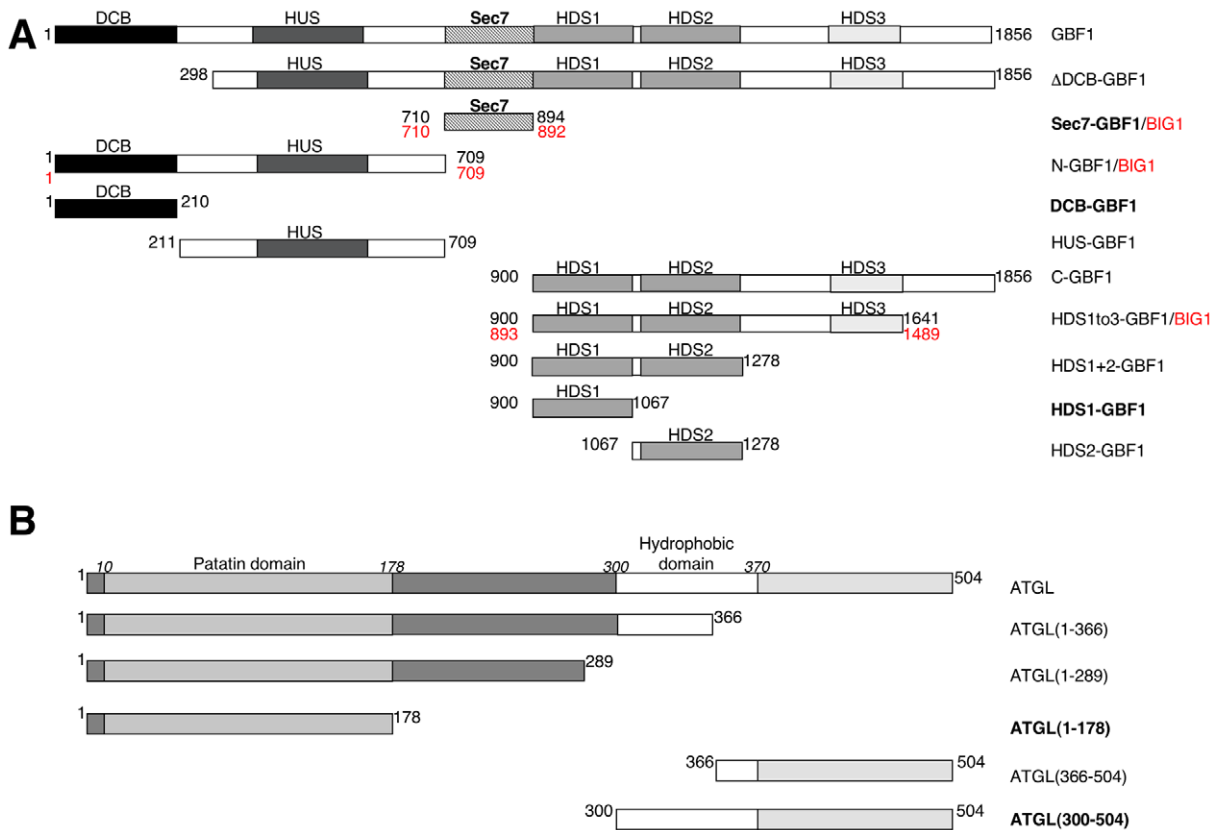 A
DCB HUS Sec7 HDS1 HDS2 HDS3
1 1856 GBF1
HUS Sec7 HDS1 HDS2 HDS3
298 1856 ΔDCB-GBF1
Sec7
710 894
710 892
Sec7-GBF1/BIG1
DCB HUS
1 709
1 709
N-GBF1/BIG1
DCB
1 210 DCB-GBF1
HUS
211 709 HUS-GBF1
HDS1 HDS2 HDS3
900 1856 C-GBF1
HDS1 HDS2 HDS3
900 1641
893 1489
HDS1to3-GBF1/BIG1
HDS1 HDS2
900 1278 HDS1+2-GBF1
HDS1
900 1067 HDS1-GBF1
HDS2
1067 1278 HDS2-GBF1
B
Hydrophobic
Patatin domain domain
1 10 178 300 370 504 ATGL
1 366 ATGL(1-366)
1 289 ATGL(1-289)
1 178 ATGL(1-178)
366 504 ATGL(366-504)
300 504 ATGL(300-504)